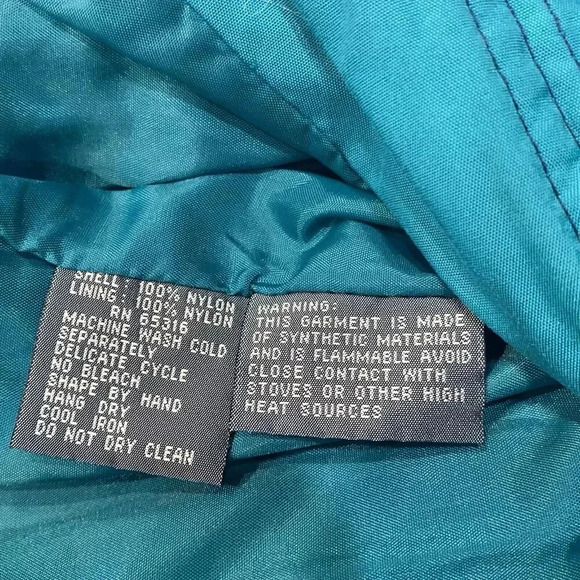 SHELL: 100% NYLON
LINING: 100% NYLON
RN 65316
MACHINE WASH COLD
SEPARATELY
DELICATE CYCLE
NO BLEACH
SHAPE BY HAND
HANG DRY
COOL IRON
DO NOT DRY CLEAN
WARNING:
THIS GARMENT IS MADE
OF SYNTHETIC MATERIALS
AND IS FLAMMABLE AVOID
CLOSE CONTACT WITH
STOVES OR OTHER HIGH
HEAT SOURCES